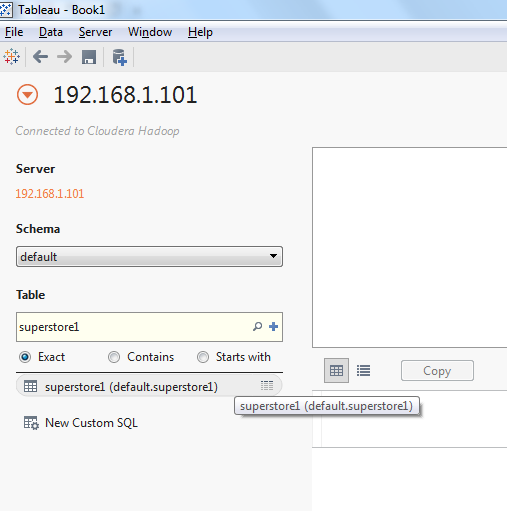 Tableau - Book1
File Data Server Window Help
192.168.1.101
Connected to Cloudera Hadoop
Server
192.168.1.101
Schema
default
Table
superstore1
Exact Contains Starts with
superstore1 (default.superstore1)
Copy
superstore1 (default.superstore1)
New Custom SQL